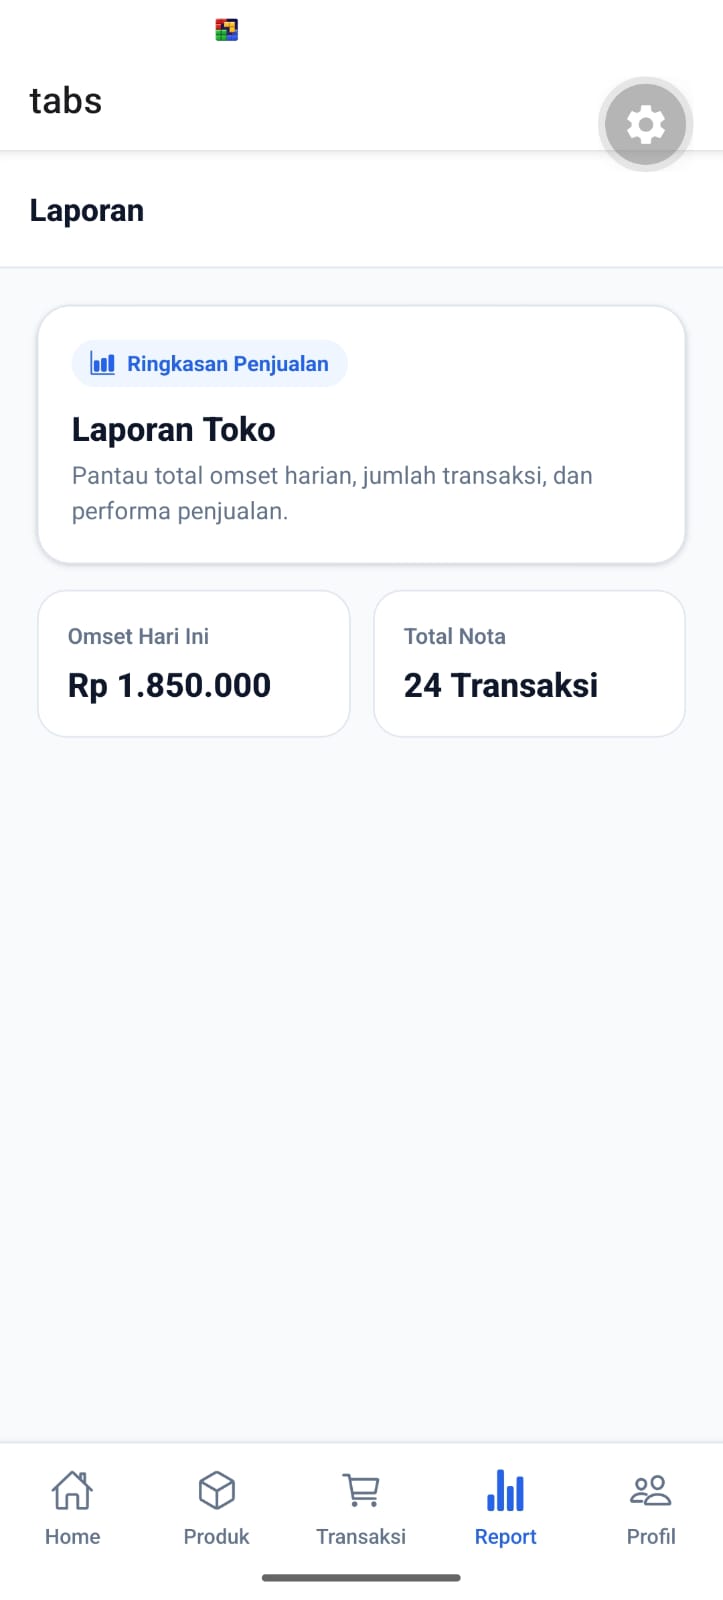 tabs
Laporan
Ringkasan Penjualan
Laporan Toko
Pantau total omset harian, jumlah transaksi, dan
performa penjualan.
Omset Hari Ini
Rp 1.850.000
Total Nota
24 Transaksi
Home
Produk
Transaksi
Report
Profil